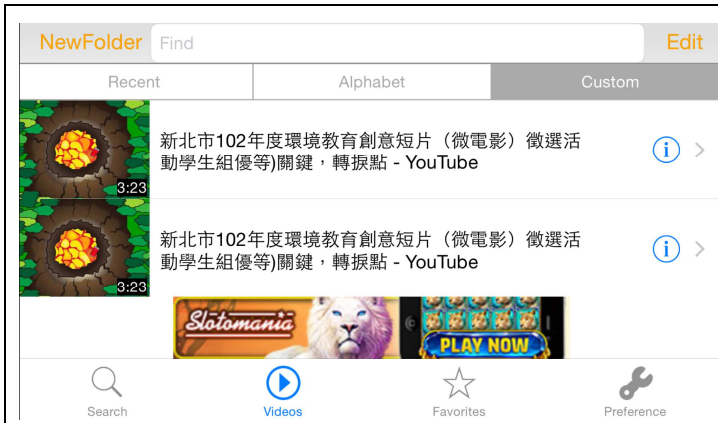 NewFolder Find Edit
Recent Alphabet Custom
新北市102年度環境教育創意短片（微電影）徵選活
動學生組優等)關鍵，轉捩點 - YouTube
3:23
新北市102年度環境教育創意短片（微電影）徵選活
動學生組優等)關鍵，轉捩點 - YouTube
3:23
Slotomania
PLAY NOW
Search Videos Favorites Preference